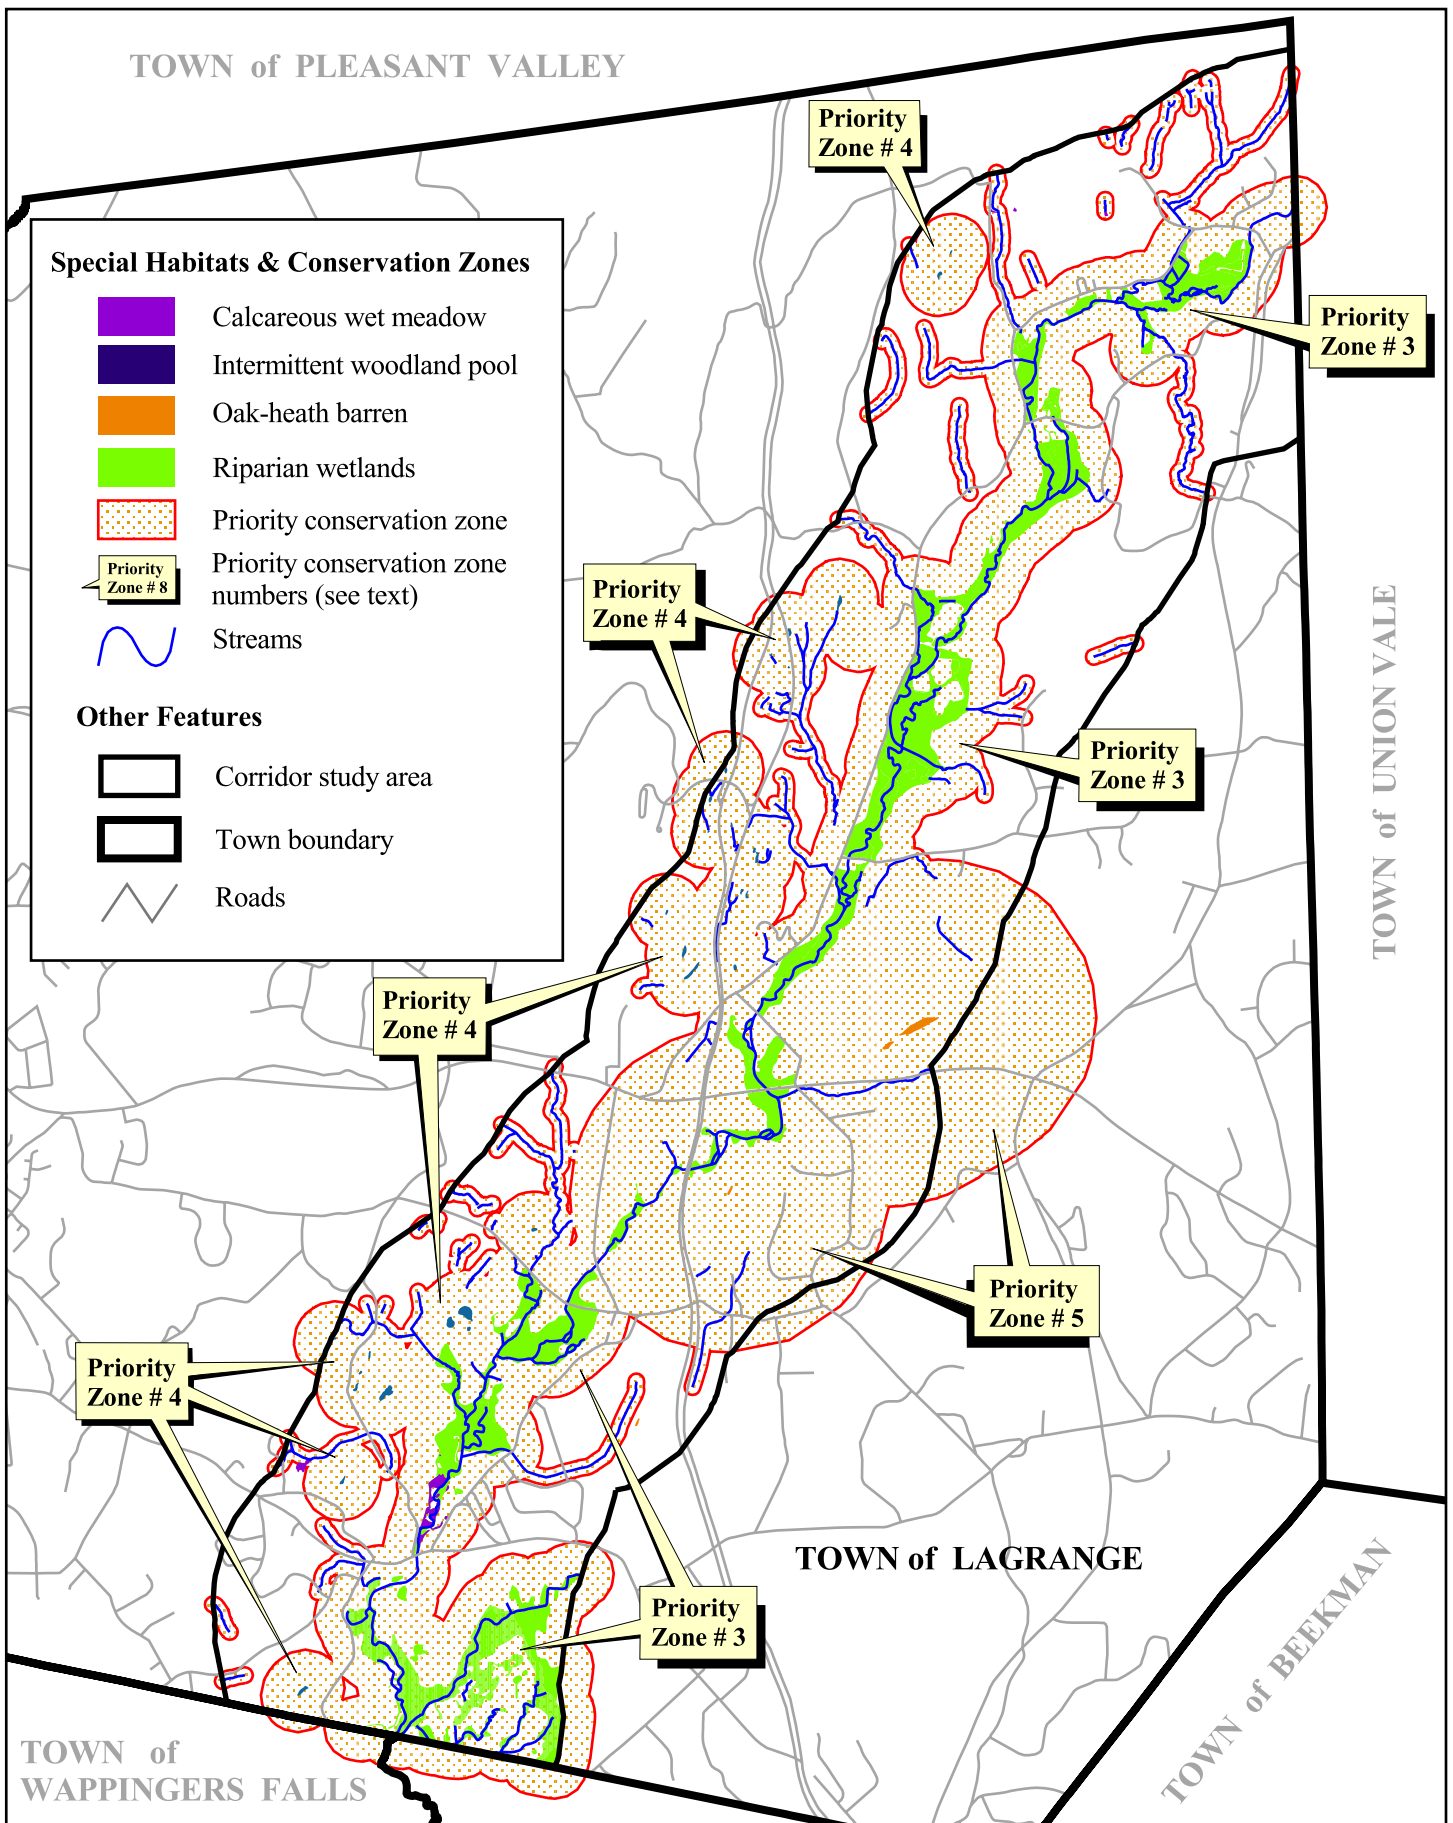 TOWN of PLEASANT VALLEY
Priority
Zone # 4
Special Habitats & Conservation Zones
Calcareous wet meadow
Intermittent woodland pool
Oak-heath barren
Riparian wetlands
Priority conservation zone
Priority
Zone # 8
Priority conservation zone
numbers (see text)
Streams
Other Features
Corridor study area
Town boundary
Roads
Priority
Zone # 3
Priority
Zone # 4
TOWN of UNION VALE
Priority
Zone # 3
Priority
Zone # 4
Priority
Zone # 5
Priority
Zone # 4
TOWN of LAGRANGE
Priority
Zone # 3
TOWN of BEEKMAN
TOWN of
WAPPINGERS FALLS